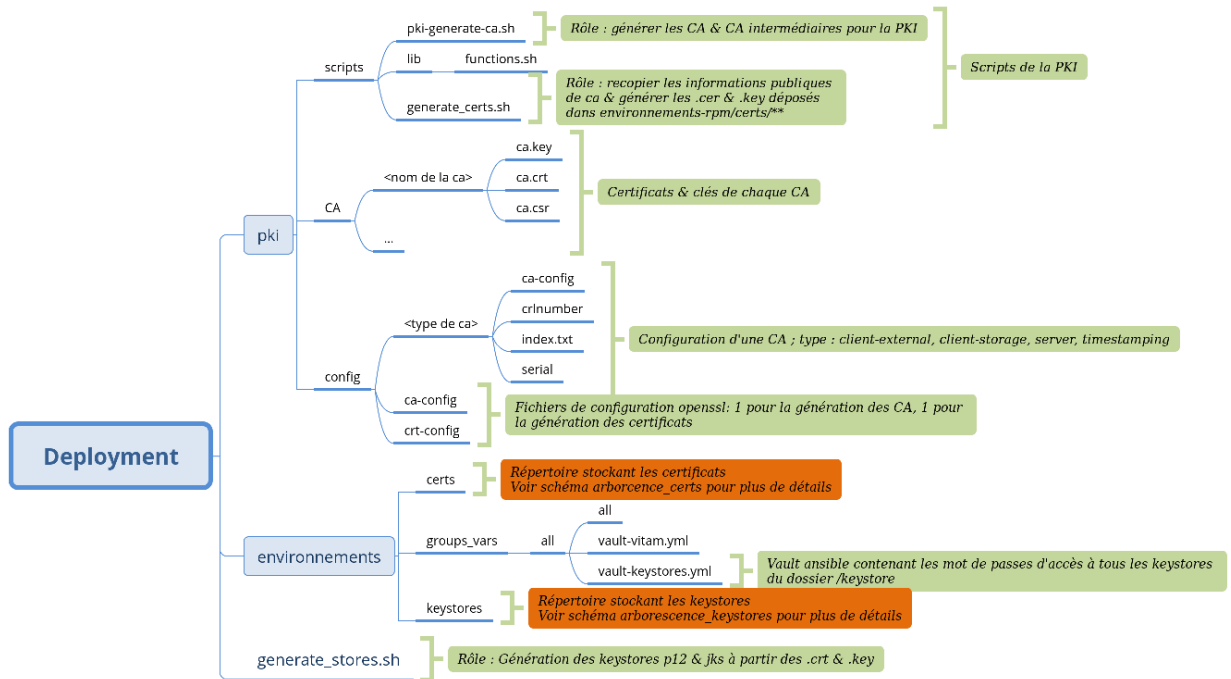 pki-generate-ca.sh
Rôle : générer les CA & CA intermédiaires pour la PKI
lib
functions.sh
scripts
Scripts de la PKI
Rôle : recopier les informations publiques
de ca & générer les .cer & .key déposés
dans environnements-rpm/certs/**
generate_certs.sh
ca.key
<nom de la ca>
ca.crt
Certificats & clés de chaque CA
CA
ca.csr
pki
...
ca-config
crlnumber
<type de ca>
index.txt
Configuration d'une CA ; type : client-external, client-storage, server, timestamping
serial
config
ca-config
Fichiers de configuration openssl: 1 pour la génération des CA, 1 pour
la génération des certificats
crt-config
Deployment
certs
Répertoire stockant les certificats
Voir schéma arborcence_certs pour plus de détails
all
groups_vars
all
vault-vitam.yml
environnements
vault-keystores.yml
Vault ansible contenant les mot de passes d'accès à tous les keystores
du dossier /keystore
keystores
Répertoire stockant les keystores
Voir schéma arborescence_keystores pour plus de détails
generate_stores.sh
Rôle : Génération des keystores p12 & jks à partir des .crt & .key